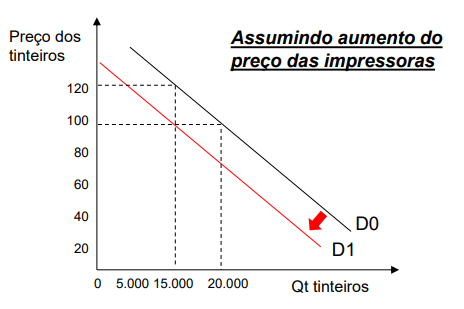 Preço dos
tinteiros
Assumindo aumento do
preço das impressoras
120
100
80
60
40
20
D0
D1
0 5.000 15.000 20.000
Qt tinteiros